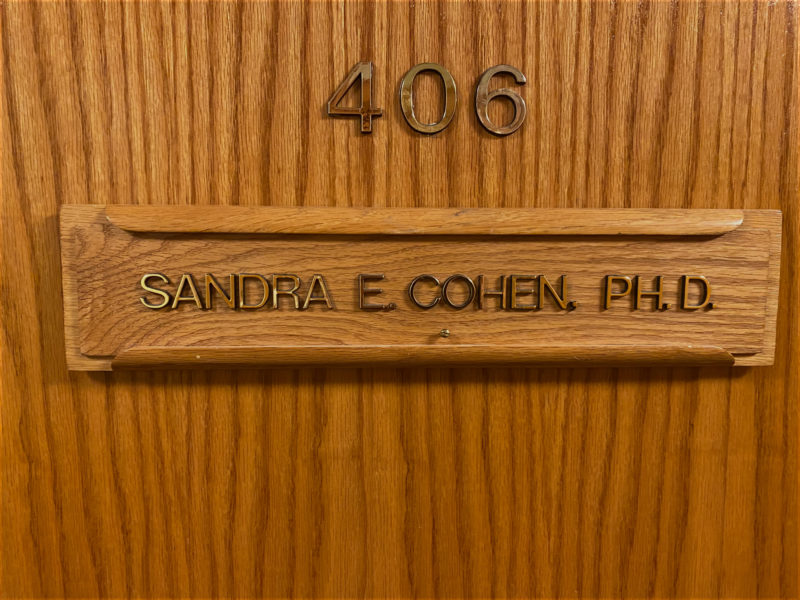 406
SANDRA E. COHEN. PH.D.